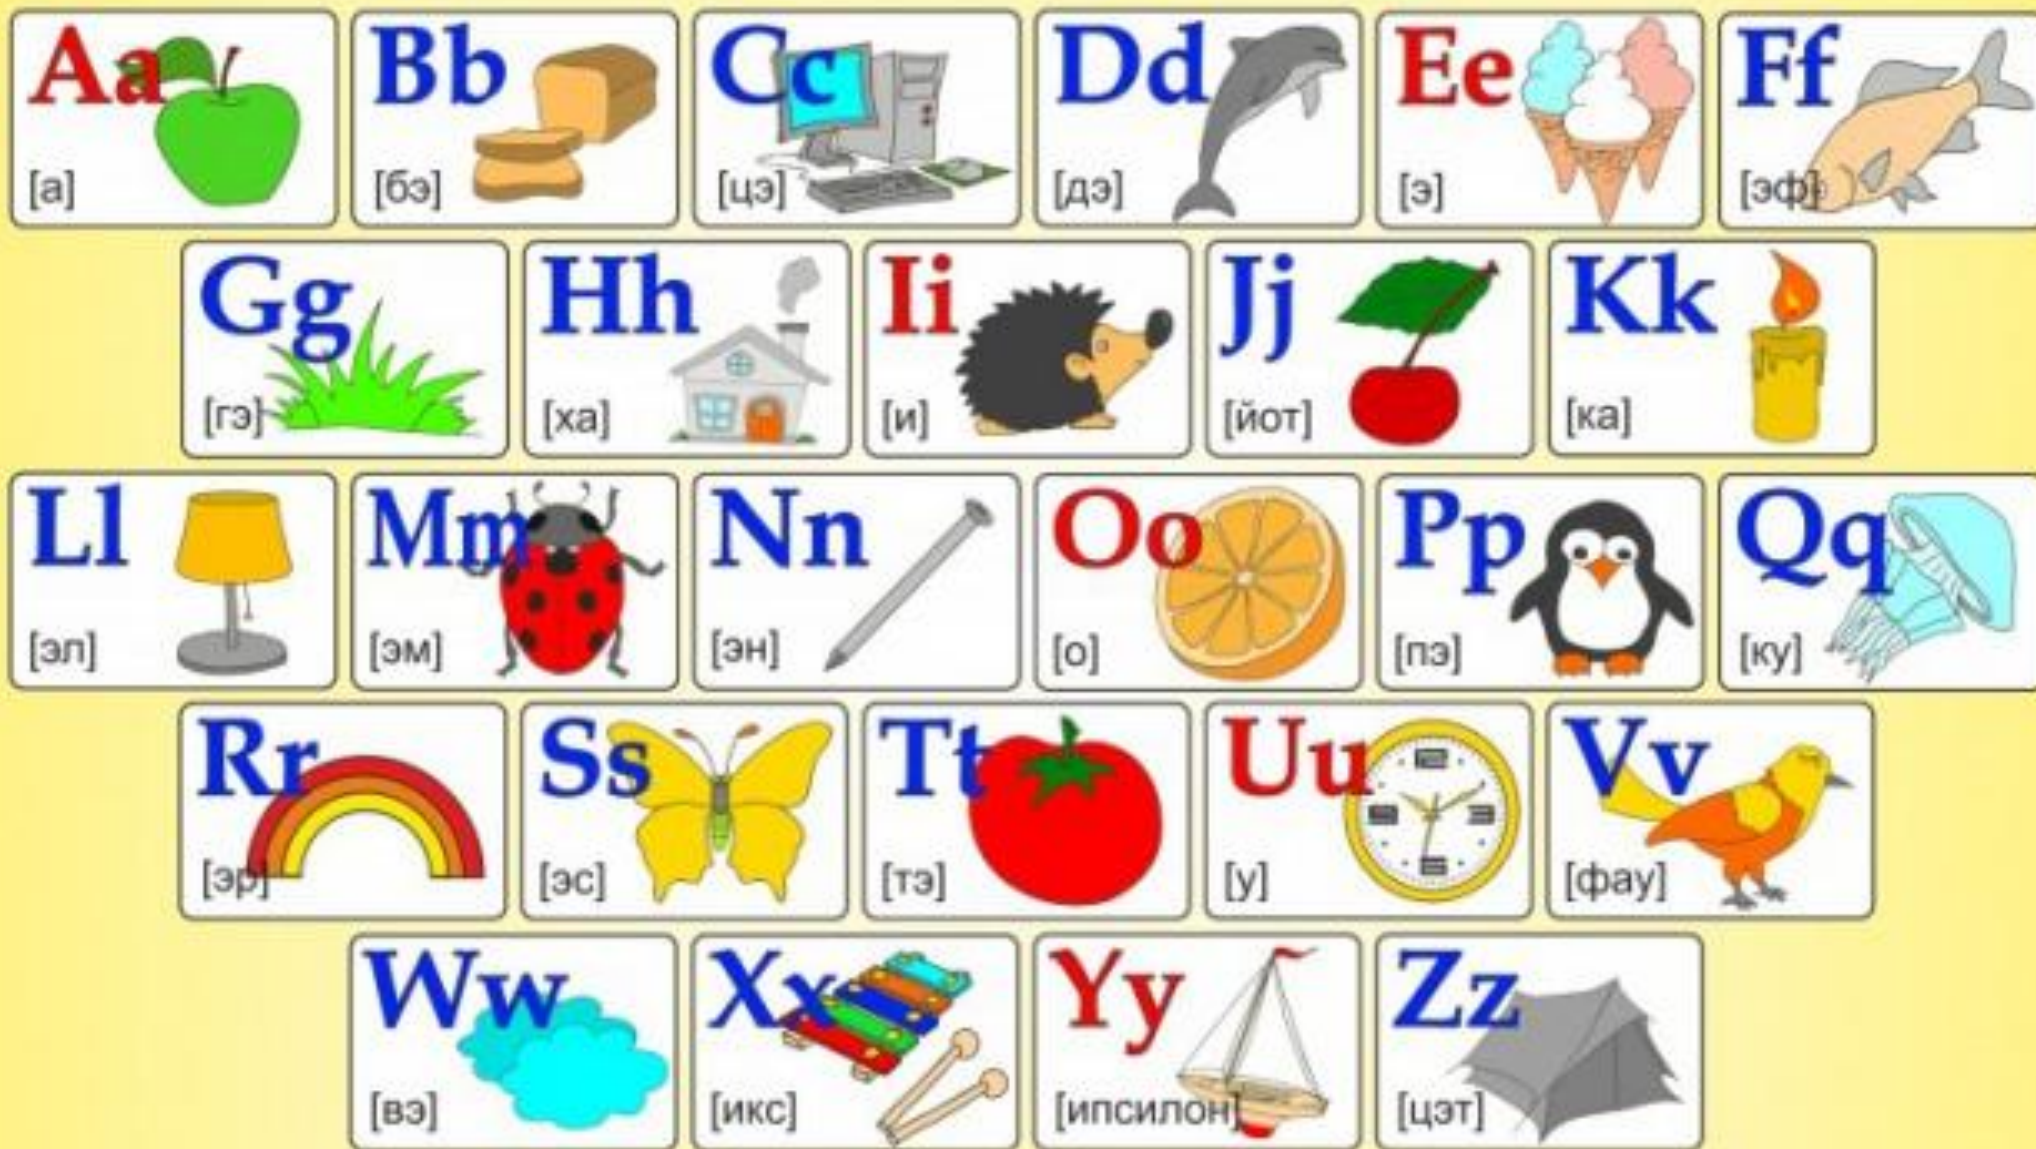 Aa Bb Cc Dd Ee Ff
[а] [бэ] [цэ] [дэ] [э] [эф]
Gg Hh Ii Jj Kk
[гэ] [ха] [и] [йот] [ка]
Ll Mm Nn Oo Pp Qq
[эл] [эм] [эн] [о] [пэ] [ку]
Rr Ss Tt Uu Vv
[эр] [эс] [тэ] [у] [фау]
Ww Xx Yy Zz
[вэ] [икс] [ипсилон] [цэт]